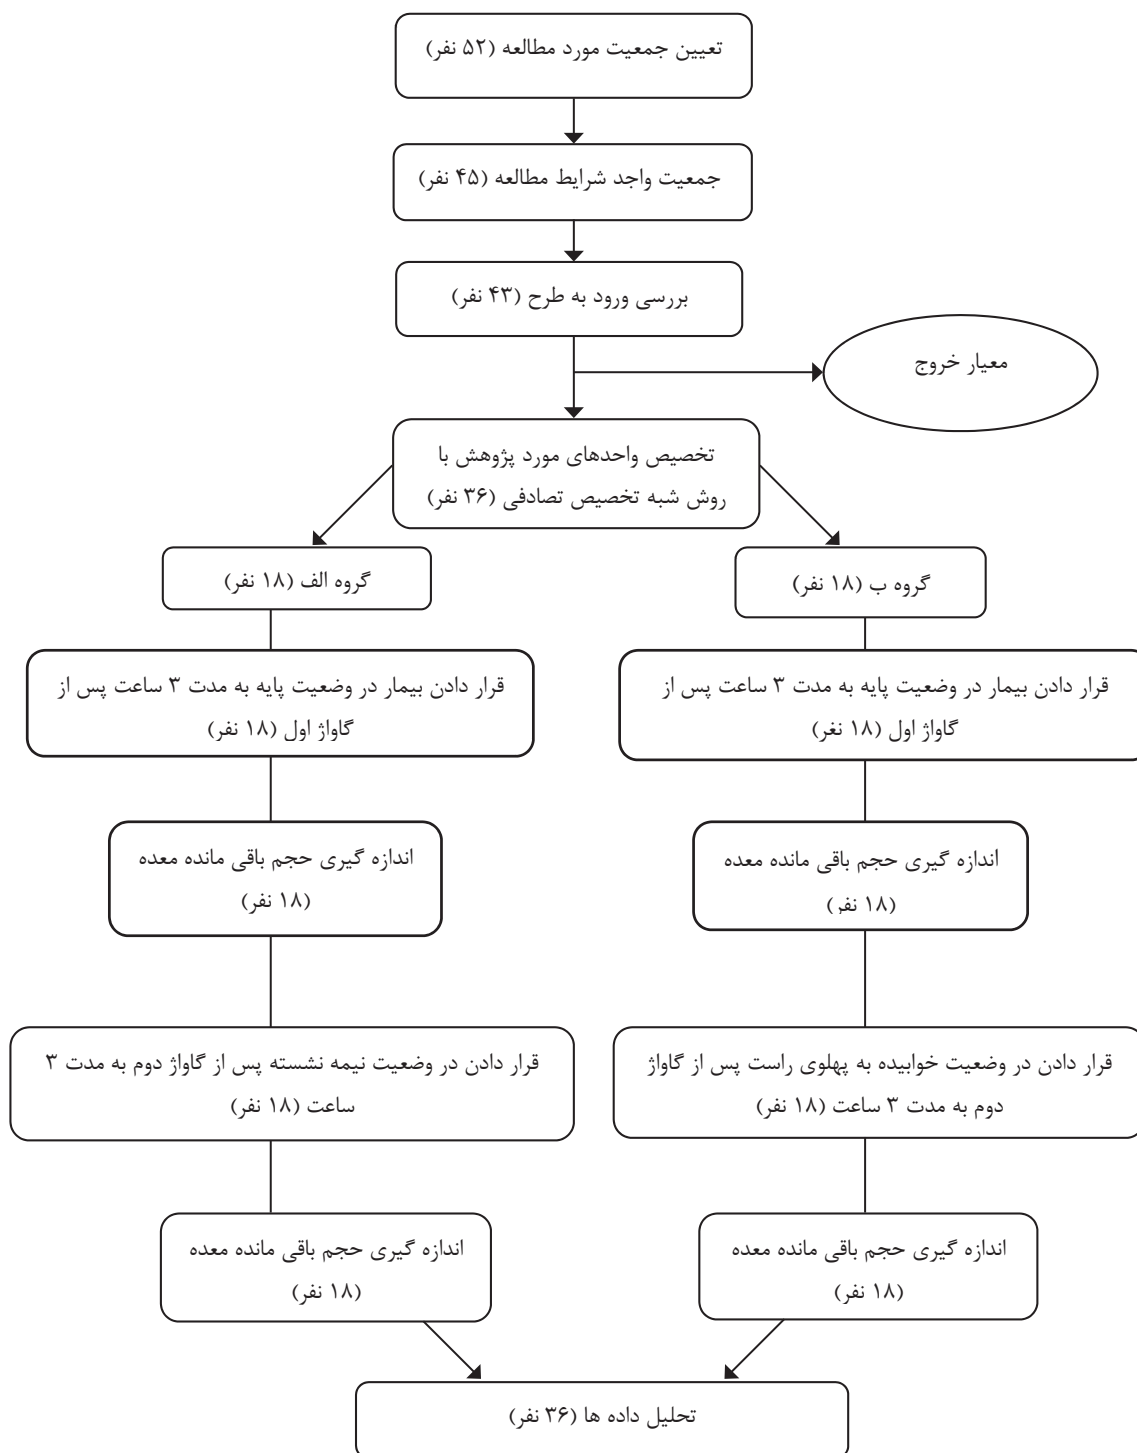 تعیین جمعیت مورد مطالعه (۵۲ نفر)
جمعیت واجد شرایط مطالعه (۴۵ نفر)
بررسی ورود به طرح (۴۳ نفر)
معیار خروج
تخصیص واحدهای مورد پژوهش با
روش شبه تخصیص تصادفی (۳۶ نفر)
گروه ب (۱۸ نفر)
گروه الف (۱۸ نفر)
قرار دادن بیمار در وضعیت پایه به مدت ۳ ساعت پس از
گاواژ اول (۱۸ نغر)
قرار دادن بیمار در وضعیت پایه به مدت ۳ ساعت پس از
گاواژ اول (۱۸ نفر)
اندازه گیری حجم باقی مانده معده
(۱۸ نفر)
اندازه گیری حجم باقی مانده معده
(۱۸ نفر)
قرار دادن در وضعیت خوابیده به پهلوی راست پس از گاواژ
دوم به مدت ۳ ساعت (۱۸ نفر)
قرار دادن در وضعیت نیمه نشسته پس از گاواژ دوم به مدت ۳
ساعت (۱۸ نفر)
اندازه گیری حجم باقی مانده معده
(۱۸ نفر)
اندازه گیری حجم باقی مانده معده
(۱۸ نفر)
تحلیل داده ها (۳۶ نفر)